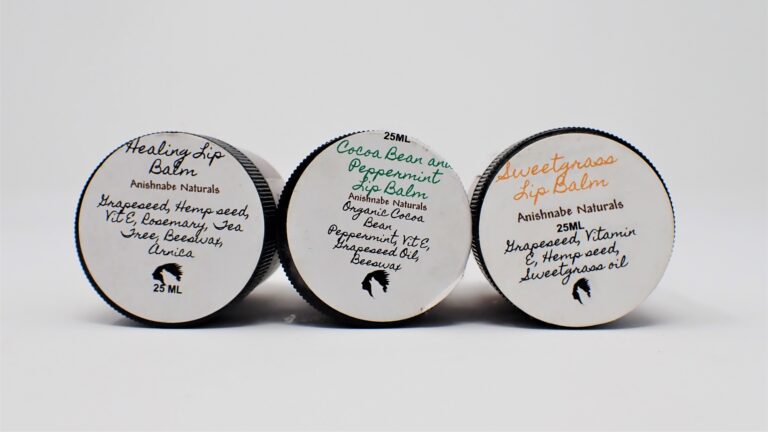 Healing Lip
Balm
Anishnabe Naturals
Grapeseed, Hemp seed,
Vit E, Rosemary, Tea
Tree, Beeswax,
Arnica
25 ML
25ML
Cocoa Bean and
Peppermint
Lip Balm
Anishnabe Naturals
Organic Cocoa
Bean,
Peppermint, Vit E,
Grapeseed Oil,
Beeswax
Sweetgrass
Lip Balm
Anishnabe Naturals
25ML
Grapeseed, Vitamin
E, Hemp seed,
Sweetgrass oil